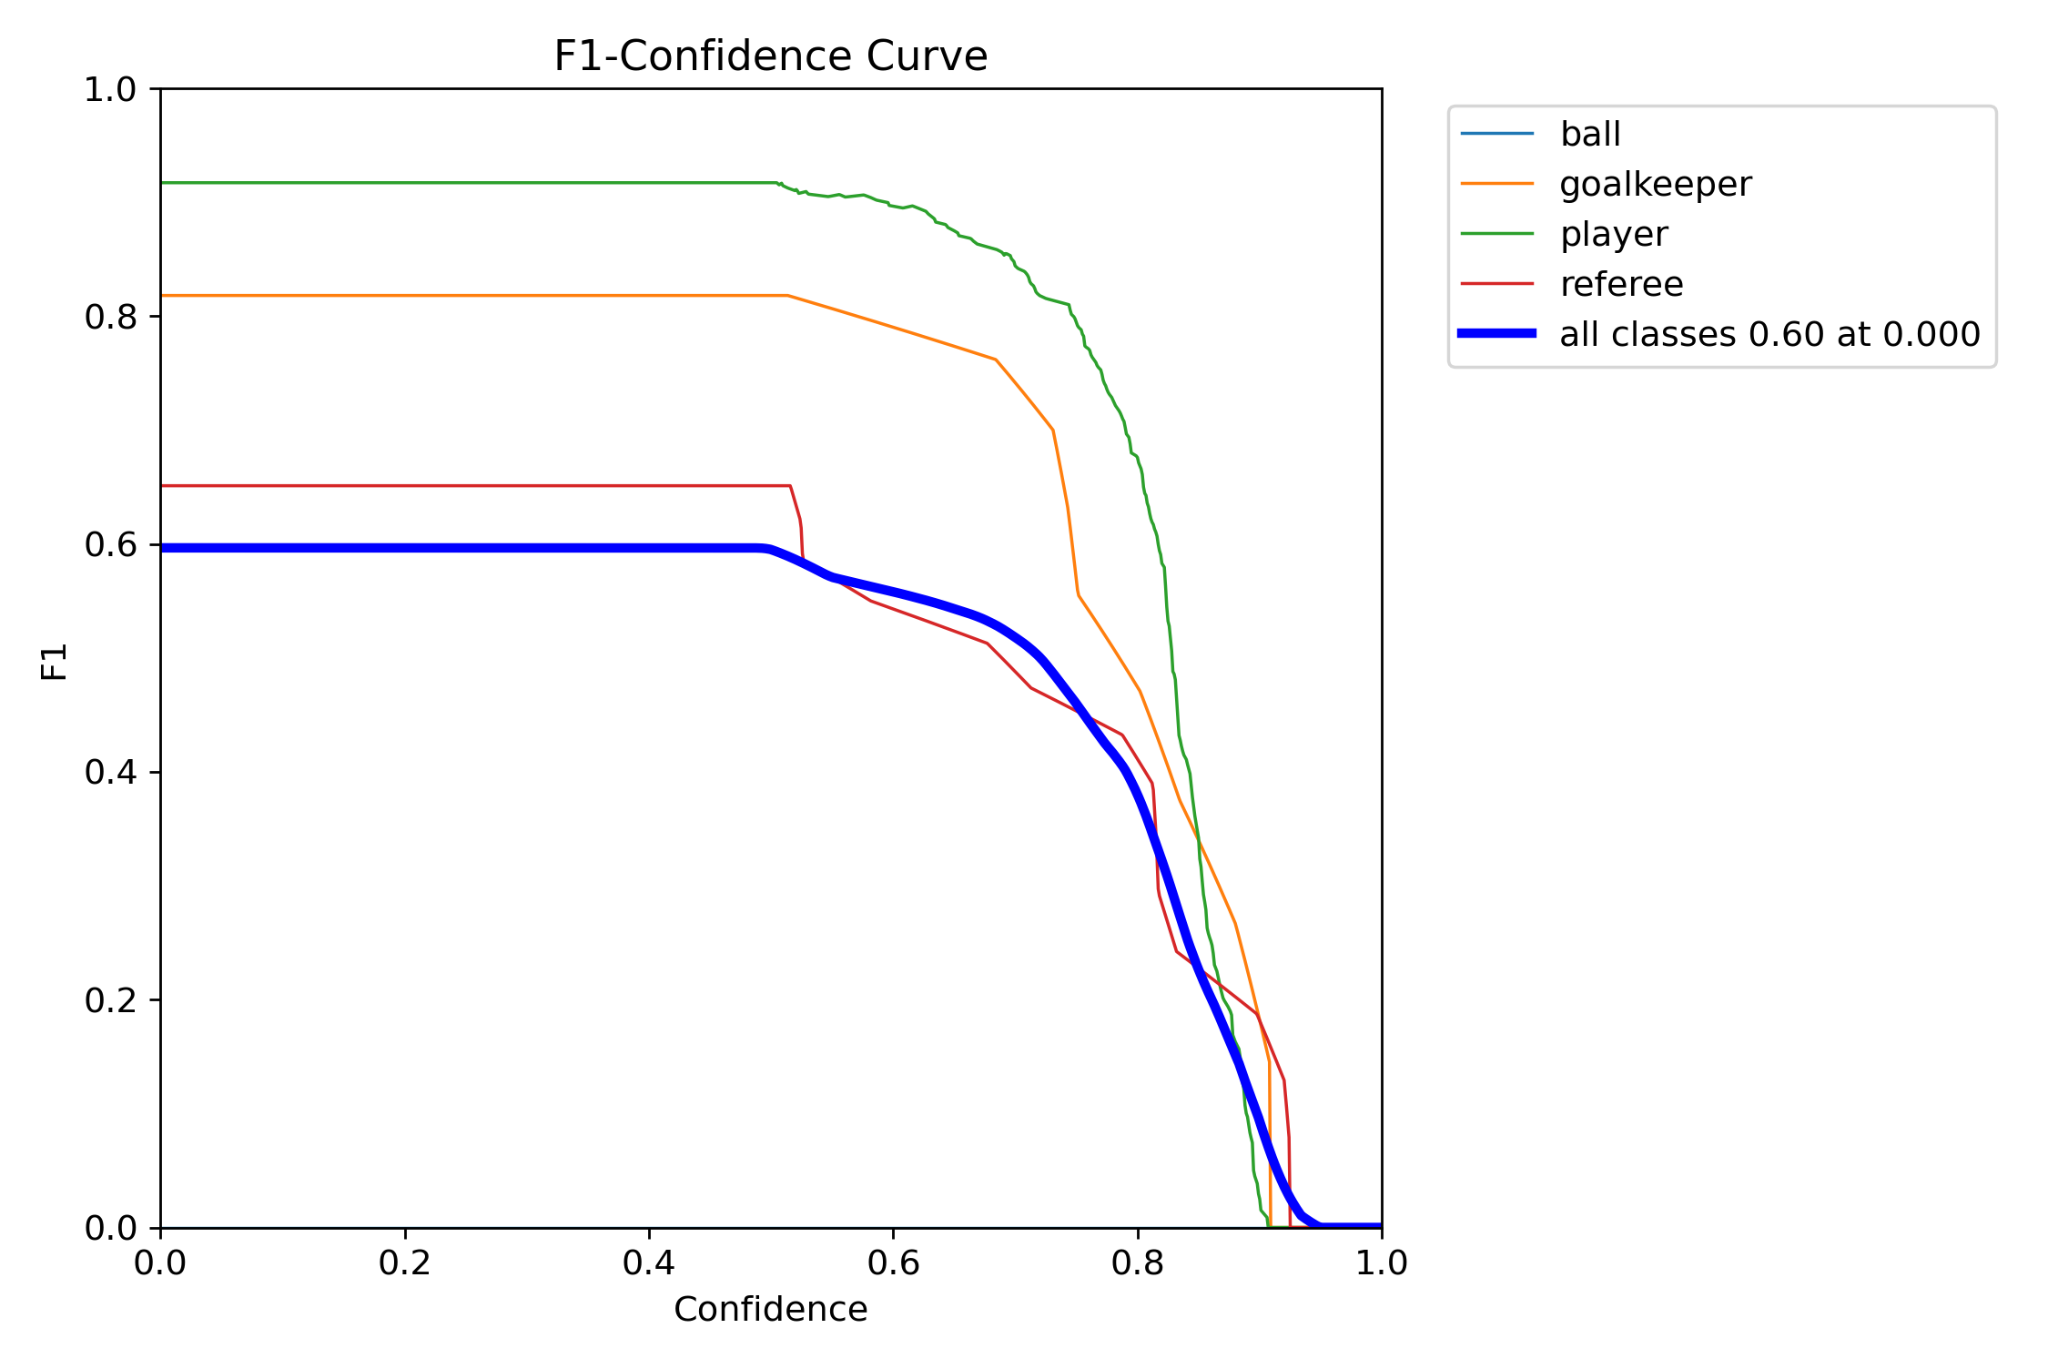 F1-Confidence Curve
1.0
0.8
0.6
0.4
0.2
0.0
F1
0.0 0.2 0.4 0.6 0.8 1.0
Confidence
ball
goalkeeper
player
referee
all classes 0.60 at 0.000